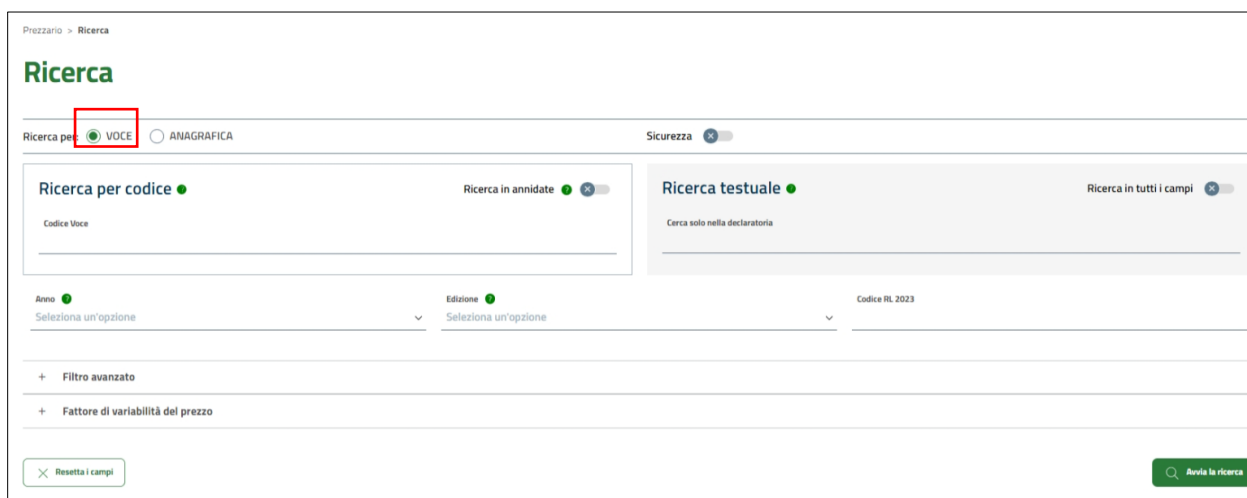 Prezzario > Ricerca
Ricerca
Ricerca per: VOCE ANAGRAFICA Sicurezza
Ricerca per codice ? Ricerca in annidate ?
Codice Voce
Ricerca testuale ? Ricerca in tutti i campi
Cerca solo nella declaratoria
Anno ? Edizione ? Codice RL 2023
Seleziona un'opzione Seleziona un'opzione
+ Filtro avanzato
+ Fattore di variabilità del prezzo
Resetta i campi Avvia la ricerca